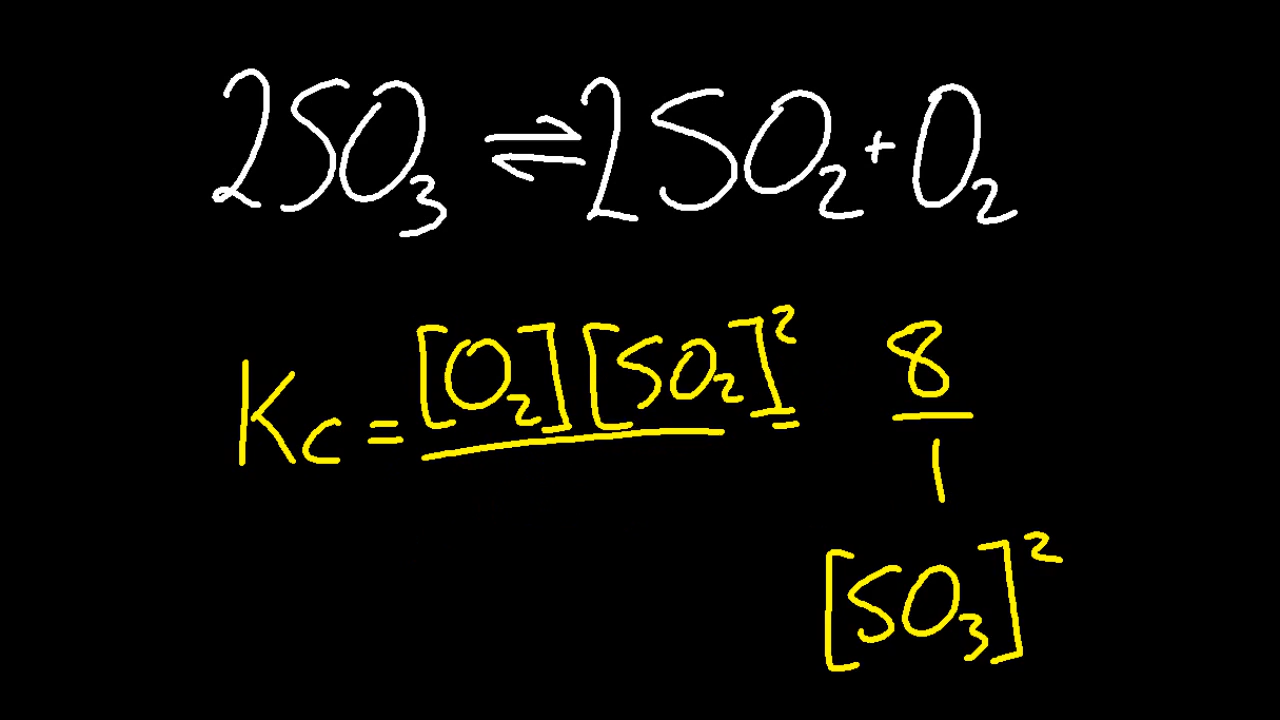 2SO₃ ⇌ 2SO₂ + O₂
Kc = [O₂][SO₂]² = 8
1
[SO₃]²